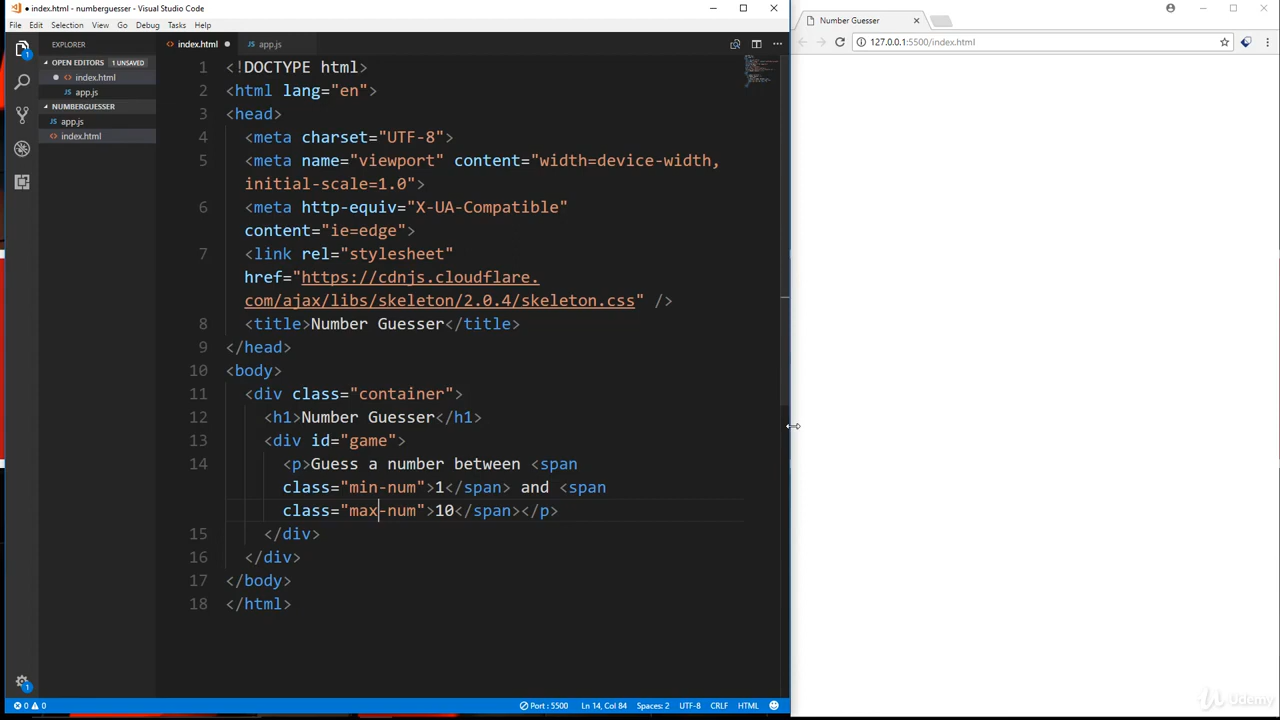 index.html - numberguesser - Visual Studio Code
File Edit Selection View Go Debug Tasks Help
EXPLORER
OPEN EDITORS 1 UNSAVED
index.html
app.js
NUMBERGUESSER
app.js
index.html
1
1
index.html
app.js
1 <!DOCTYPE html>
2 <html lang="en">
3 <head>
4 <meta charset="UTF-8">
5 <meta name="viewport" content="width=device-width,
initial-scale=1.0">
6 <meta http-equiv="X-UA-Compatible"
content="ie=edge">
7 <link rel="stylesheet"
href="https://cdnjs.cloudflare.
com/ajax/libs/skeleton/2.0.4/skeleton.css" />
8 <title>Number Guesser</title>
9 </head>
10 <body>
11 <div class="container">
12 <h1>Number Guesser</h1>
13 <div id="game">
14 <p>Guess a number between <span
class="min-num">1</span> and <span
class="max-num">10</span></p>
15 </div>
16 </div>
17 </body>
18 </html>
0 0
Port : 5500 Ln 14, Col 84 Spaces: 2 UTF-8 CRLF HTML
Number Guesser
127.0.0.1:5500/index.html
Udemy